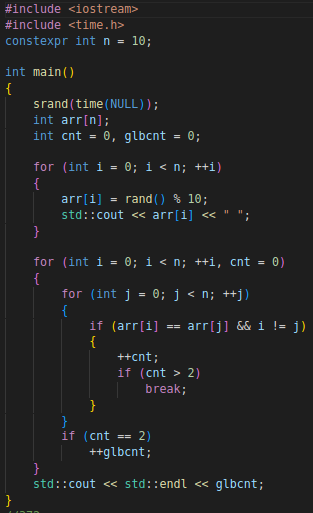 #include <iostream>
#include <time.h>
constexpr int n = 10;
int main()
{
srand(time(NULL));
int arr[n];
int cnt = 0, glbcnt = 0;
for (int i = 0; i < n; ++i)
{
arr[i] = rand() % 10;
std::cout << arr[i] << " ";
}
for (int i = 0; i < n; ++i, cnt = 0)
{
for (int j = 0; j < n; ++j)
{
if (arr[i] == arr[j] && i != j)
{
++cnt;
if (cnt > 2)
break;
}
}
if (cnt == 2)
++glbcnt;
}
std::cout << std::endl << glbcnt;
}